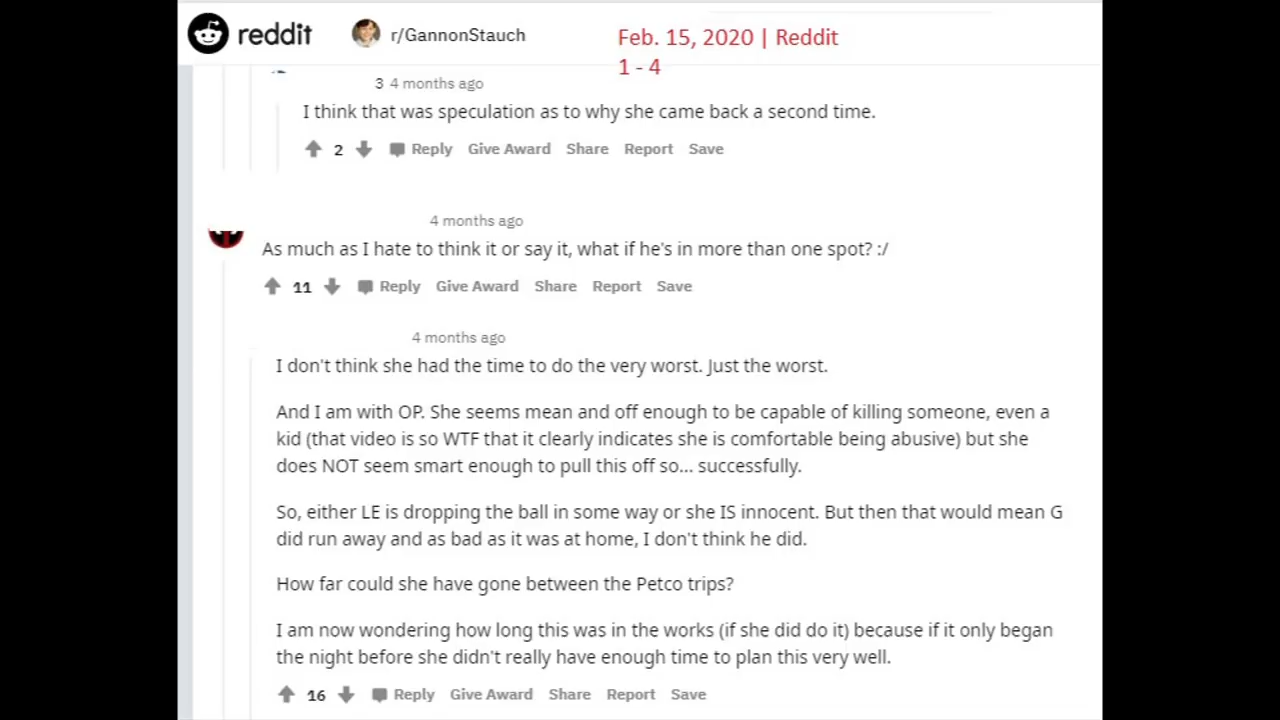 reddit
r/GannonStauch
Feb. 15, 2020 | Reddit
1 - 4
3 4 months ago
I think that was speculation as to why she came back a second time.
2 Reply Give Award Share Report Save
4 months ago
As much as I hate to think it or say it, what if he's in more than one spot? :/
11 Reply Give Award Share Report Save
4 months ago
I don't think she had the time to do the very worst. Just the worst.
And I am with OP. She seems mean and off enough to be capable of killing someone, even a
kid (that video is so WTF that it clearly indicates she is comfortable being abusive) but she
does NOT seem smart enough to pull this off so... successfully.
So, either LE is dropping the ball in some way or she IS innocent. But then that would mean G
did run away and as bad as it was at home, I don't think he did.
How far could she have gone between the Petco trips?
I am now wondering how long this was in the works (if she did do it) because if it only began
the night before she didn't really have enough time to plan this very well.
16 Reply Give Award Share Report Save